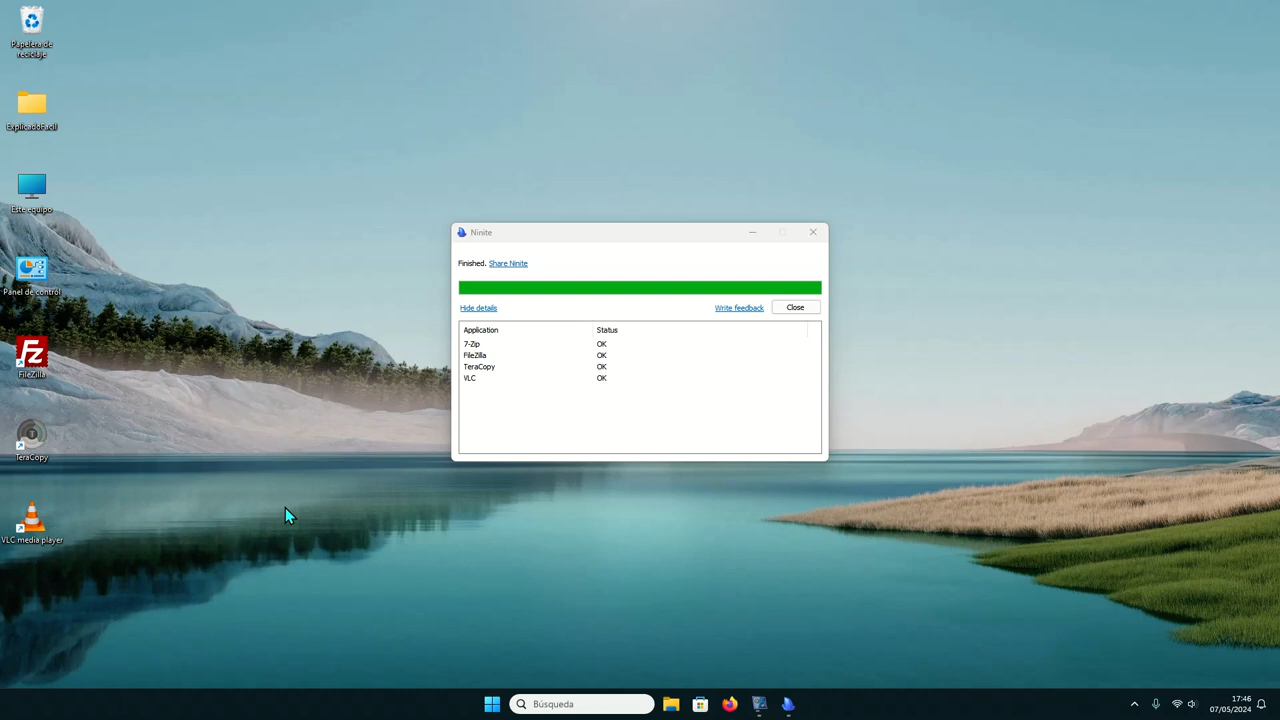 Papelera de
reciclaje
ExplicadoFacil
Este equipo
Panel de control
FileZilla
TeraCopy
VLC media player
Ninite
Finished. Share Ninite
Hide details
Write feedback
Close
Application Status
7-Zip OK
FileZilla OK
TeraCopy OK
VLC OK
Búsqueda
17:46
07/05/2024